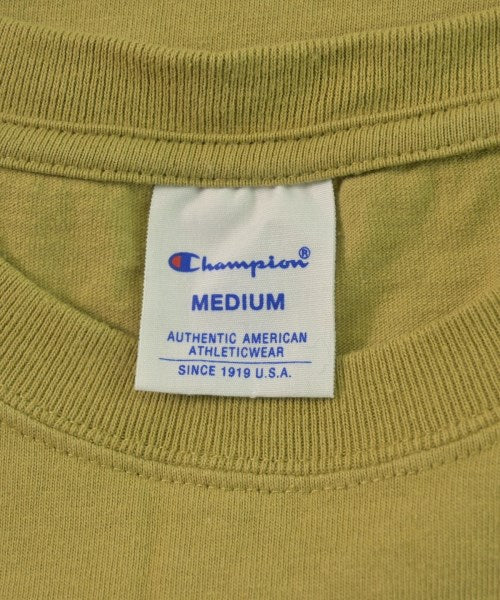 Champion®
MEDIUM
AUTHENTIC AMERICAN
ATHLETICWEAR
SINCE 1919 U.S.A.